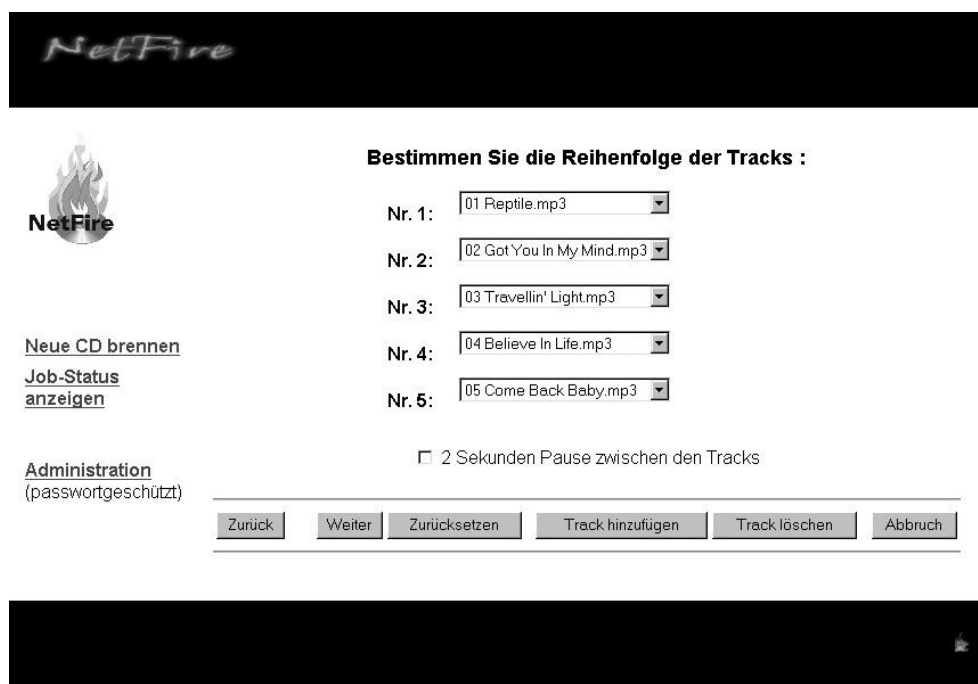 NetFire
NetFire
Bestimmen Sie die Reihenfolge der Tracks :
Nr. 1: 01 Reptile.mp3
Nr. 2: 02 Got You In My Mind.mp3
Nr. 3: 03 Travellin' Light.mp3
Nr. 4: 04 Believe In Life.mp3
Nr. 5: 05 Come Back Baby.mp3
2 Sekunden Pause zwischen den Tracks
Neue CD brennen
Job-Status
anzeigen
Administration
(passwortgeschützt)
Zurück Weiter Zurücksetzen Track hinzufügen Track löschen Abbruch